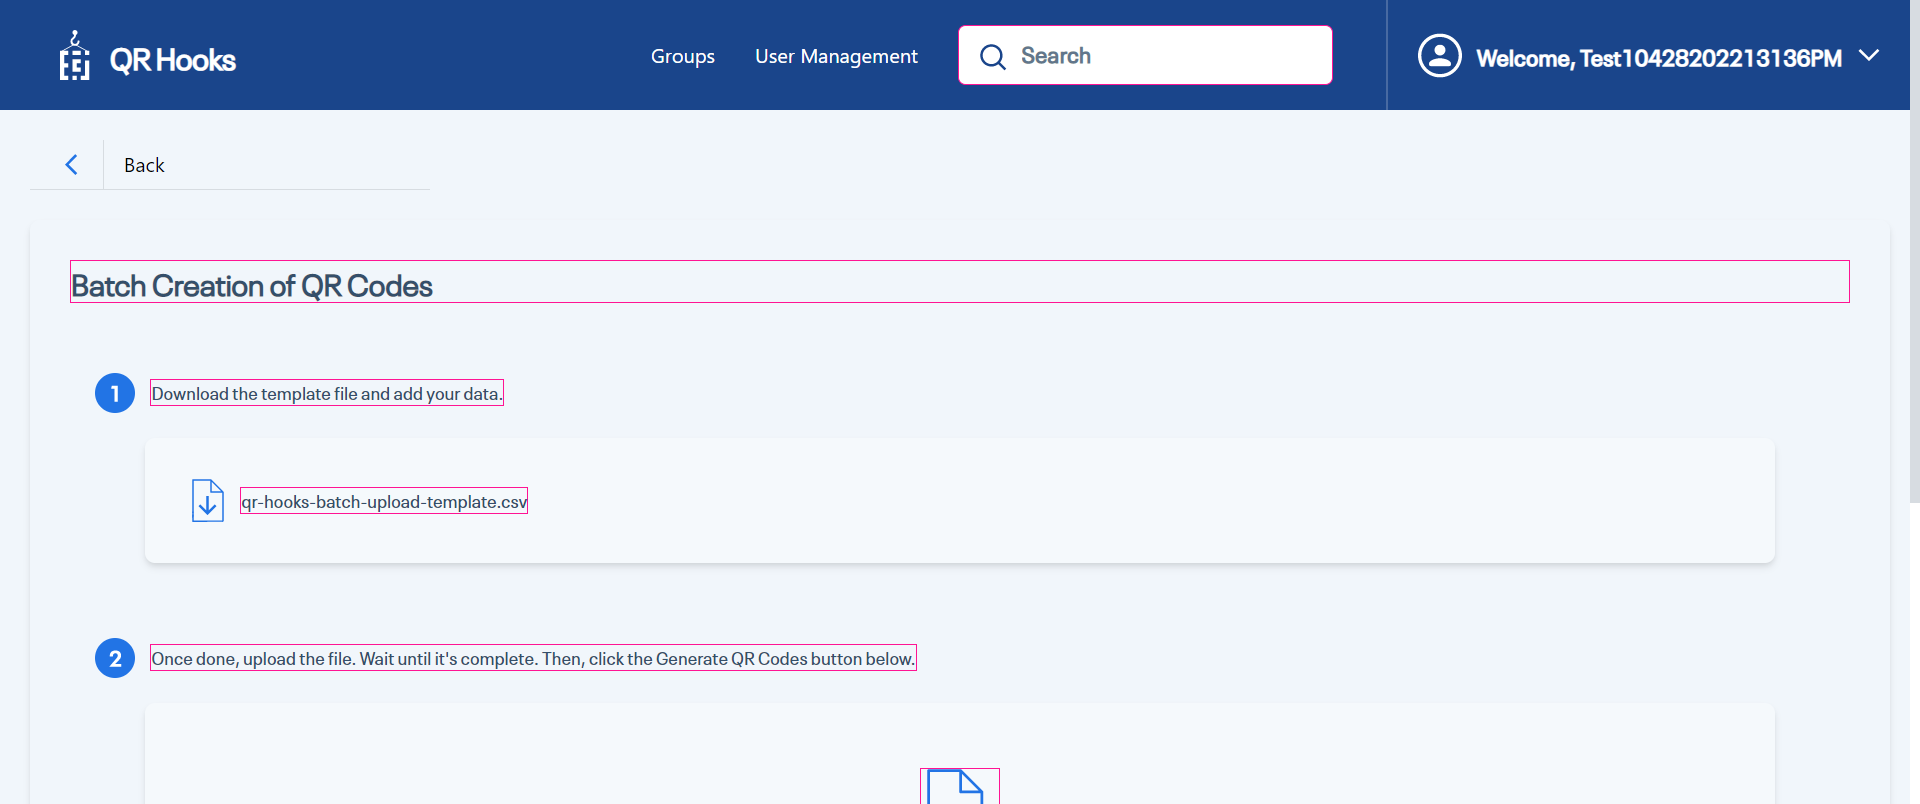 QR Hooks
Groups
User Management
Search
Welcome, Test10428202213136PM
Back
Batch Creation of QR Codes
1
Download the template file and add your data.
qr-hooks-batch-upload-template.csv
2
Once done, upload the file. Wait until it's complete. Then, click the Generate QR Codes button below.